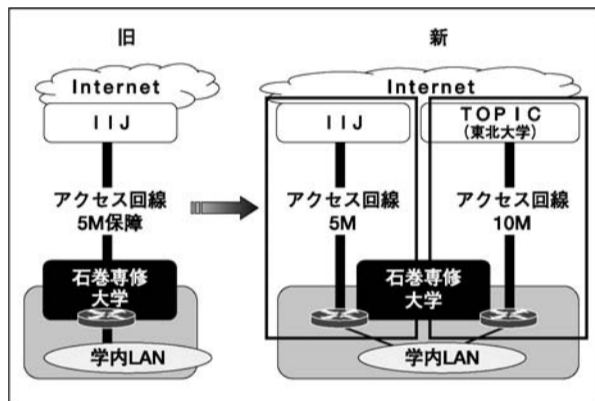 旧
Internet
IIJ
アクセス回線
5M保障
石巻専修
大学
学内LAN
新
Internet
IIJ
TOPIC
(東北大学)
アクセス回線
5M
アクセス回線
10M
石巻専修
大学
学内LAN